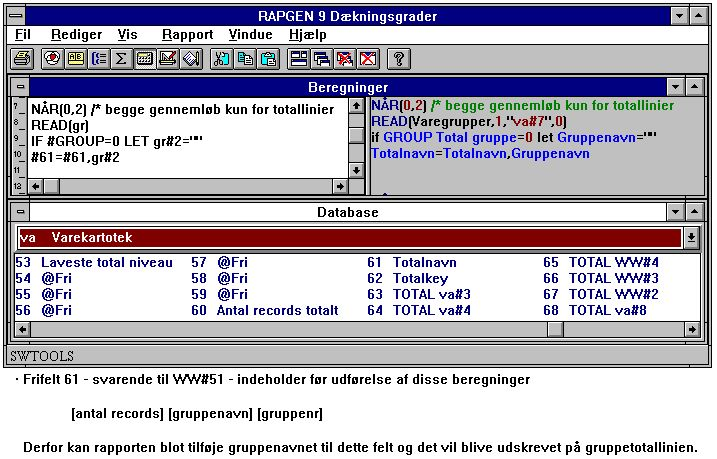 RAPGEN 9 Dækningsgrader
Fil Rediger Vis Rapport Vindue Hjælp
Beregninger
7 NÅR(0,2) /* begge gennemløb kun for totallinier
8 READ(gr)
9 IF #GROUP=0 LET gr#2=""
10 #61=#61,gr#2
11
12
NÅR(0,2) /* begge gennemløb kun for totallinier
READ(Varegrupper,1,"va#7",0)
if GROUP Total gruppe=0 let Gruppenavn=""
Totalnavn=Totalnavn,Gruppenavn
Database
va Varekartotek
53 Laveste total niveau 57 @Fri 61 Totalnavn 65 TOTAL WW#4
54 @Fri 58 @Fri 62 Totalkey 66 TOTAL WW#3
55 @Fri 59 @Fri 63 TOTAL va#3 67 TOTAL WW#2
56 @Fri 60 Antal records totalt 64 TOTAL va#4 68 TOTAL va#8
SWTOOLS
· Frifelt 61 - svarende til WW#51 - indeholder før udførelse af disse beregninger
[antal records] [gruppenavn] [gruppenr]
Derfor kan rapporten blot tilføje gruppenavnet til dette felt og det vil blive udskrevet på gruppetotallinien.